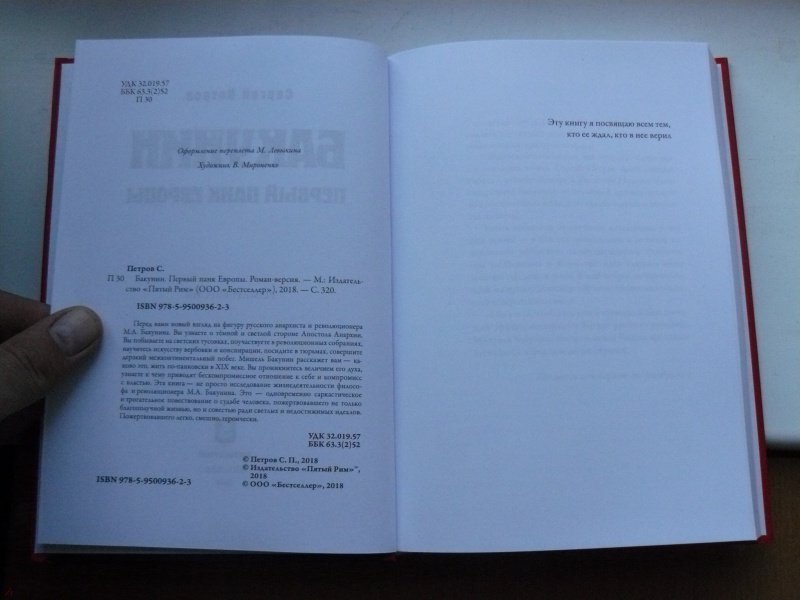 УДК 32.019.57
ББК 63.3(2)52
П 30
Оформление переплета М. Левыкина
Художник В. Мироненко
Петров С.
П 30 Бакунин. Первый панк Европы. Роман-версия. — М.: Издатель-
ство «Пятый Рим» (ООО «Бестселлер»), 2018. — С. 320.
ISBN 978-5-9500936-2-3
Перед вами новый взгляд на фигуру русского анархиста и революционера
М.А. Бакунина. Вы узнаете о тёмной и светлой стороне Апостола Анархии.
Вы побываете на светских тусовках, поучаствуете в революционных собраниях,
научитесь искусству вербовки и конспирации, посидите в тюрьмах, совершите
дерзкий межконтинентальный побег. Мишель Бакунин расскажет вам — ка-
ково это, жить по-панковски в XIX веке. Вы проникнитесь величием его духа,
узнаете к чему приводят бескомпромиссное отношение к себе и компромисс
с властью. Эта книга — не просто исследование жизнедеятельности филосо-
фа и революционера М.А. Бакунина. Это — одновременно саркастическое
и трогательное повествование о судьбе человека, пожертвовавшего не только
благополучной жизнью, но и совестью ради светлых и недостижимых идеалов.
Пожертвовавшего легко, смешно, героически.
УДК 32.019.57
ББК 63.3(2)52
© Петров С. П., 2018
© Издательство «Пятый Рим»™,
2018
© ООО «Бестселлер», 2018
ISBN 978-5-9500936-2-3
Эту книгу я посвящаю всем тем,
кто ее ждал, кто в нее верил